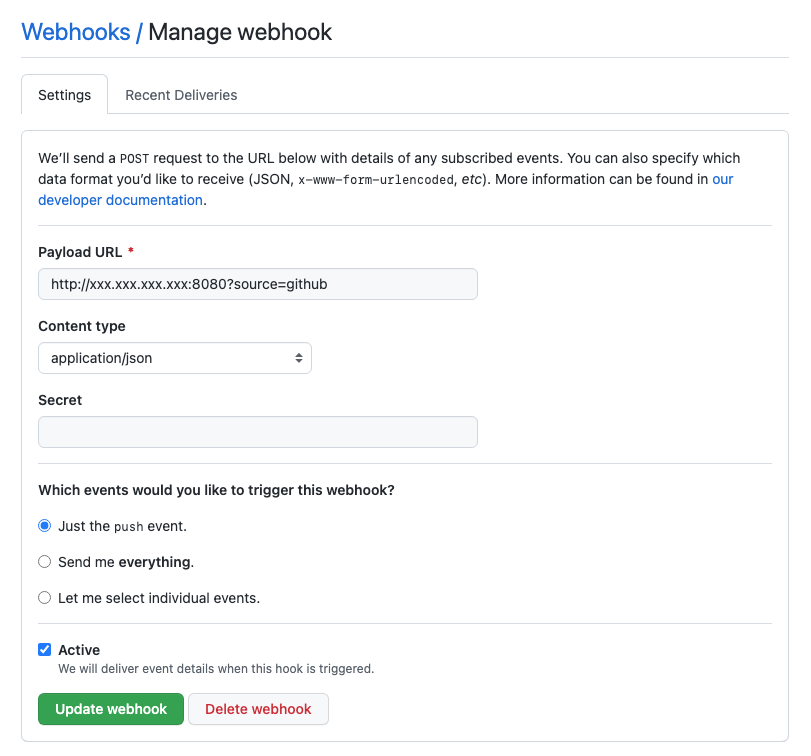 Webhooks / Manage webhook
Settings
Recent Deliveries
We’ll send a POST request to the URL below with details of any subscribed events. You can also specify which
data format you’d like to receive (JSON, x-www-form-urlencoded, etc). More information can be found in our
developer documentation.
Payload URL *
http://xxx.xxx.xxx.xxx:8080?source=github
Content type
application/json
Secret
Which events would you like to trigger this webhook?
Just the push event.
Send me everything.
Let me select individual events.
Active
We will deliver event details when this hook is triggered.
Update webhook
Delete webhook